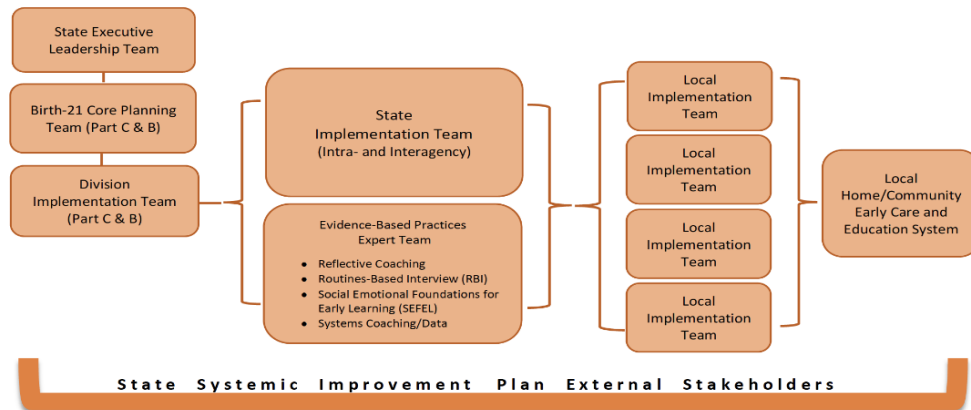 State Executive
Leadership Team
Birth-21 Core Planning
Team (Part C & B)
Division
Implementation Team
(Part C & B)
State
Implementation Team
(Intra- and Interagency)
Evidence-Based Practices
Expert Team
● Reflective Coaching
● Routines-Based Interview (RBI)
● Social Emotional Foundations for
Early Learning (SEFEL)
● Systems Coaching/Data
Local
Implementation
Team
Local
Implementation
Team
Local
Implementation
Team
Local
Implementation
Team
Local
Home/Community
Early Care and
Education System
State Systemic Improvement Plan External Stakeholders